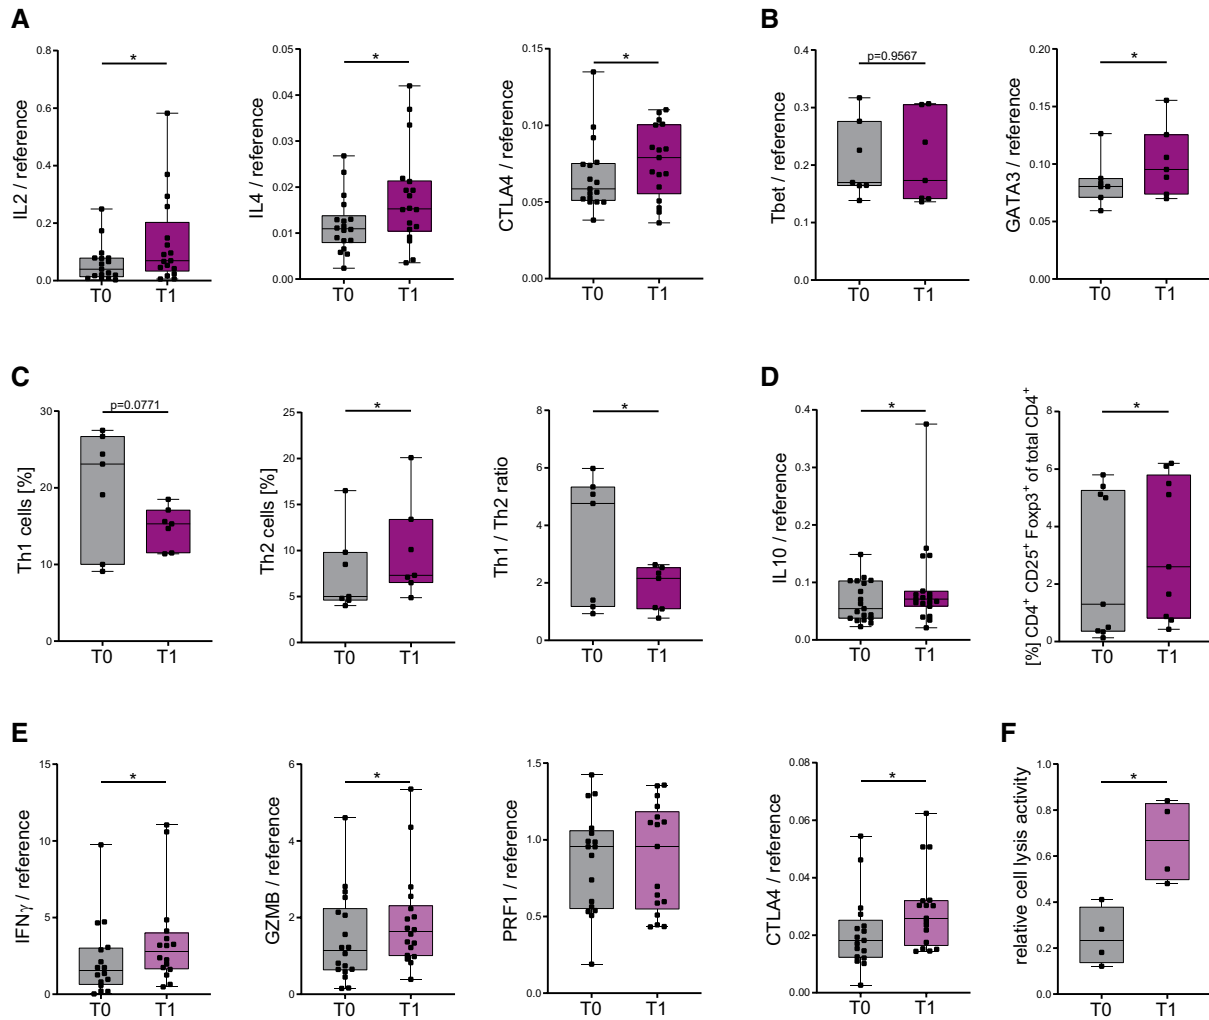 A
IL2 / reference
0.8
0.6
0.4
0.2
0.0
*
T0 T1
IL4 / reference
0.05
0.04
0.03
0.02
0.01
0.00
*
T0 T1
CTLA4 / reference
0.15
0.10
0.05
0.00
*
T0 T1
B
Tbet / reference
0.4
0.3
0.2
0.1
0.0
p=0.9567
T0 T1
GATA3 / reference
0.20
0.15
0.10
0.05
0.00
*
T0 T1
C
Th1 cells [%]
30
20
10
0
p=0.0771
T0 T1
Th2 cells [%]
25
20
15
10
5
0
*
T0 T1
Th1 / Th2 ratio
8
6
4
2
0
*
T0 T1
D
IL10 / reference
0.4
0.3
0.2
0.1
0.0
*
T0 T1
[%] CD4⁺ CD25⁺ Foxp3⁺ of total CD4⁺
8
6
4
2
0
*
T0 T1
E
IFNγ / reference
15
10
5
0
*
T0 T1
GZMB / reference
6
4
2
0
*
T0 T1
PRF1 / reference
1.5
1.0
0.5
0.0
T0 T1
CTLA4 / reference
0.08
0.06
0.04
0.02
0.00
*
T0 T1
F
relative cell lysis activity
1.0
0.8
0.6
0.4
0.2
0.0
*
T0 T1